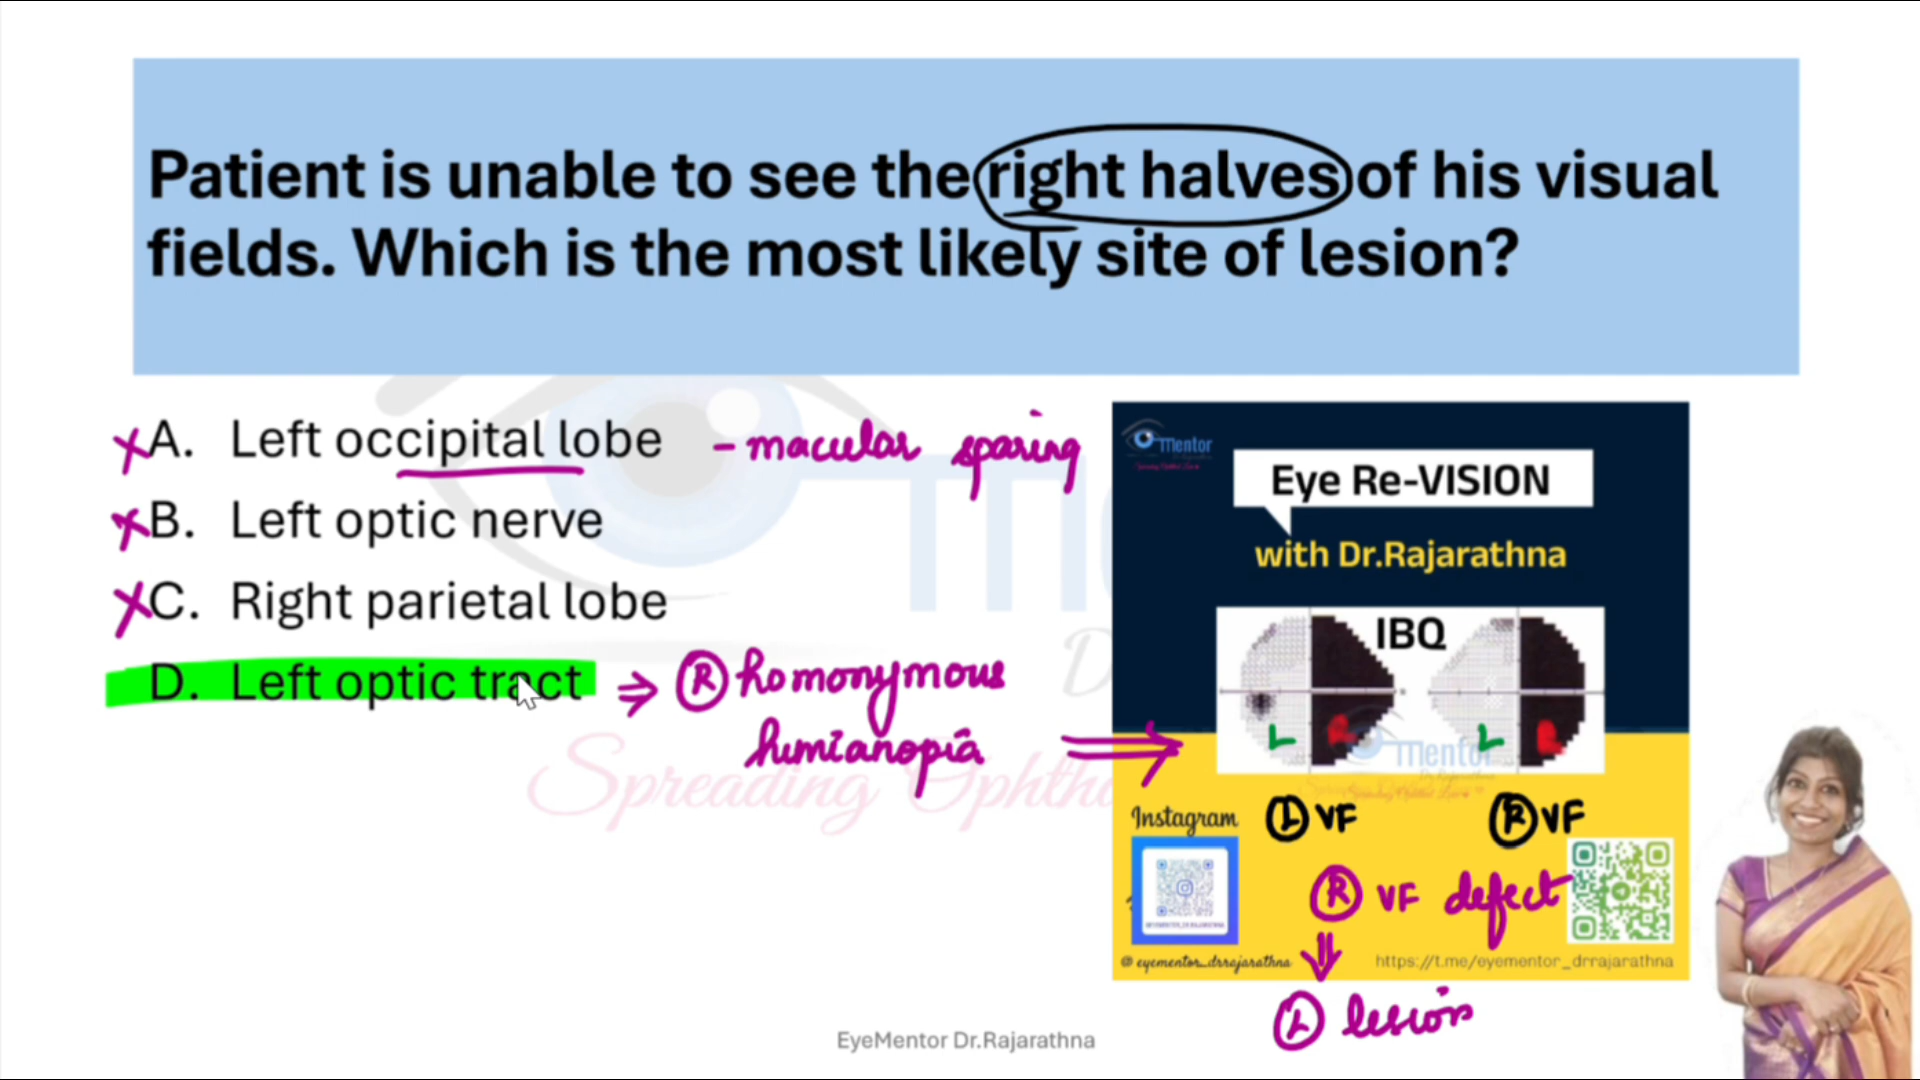 Patient is unable to see the right halves of his visual
fields. Which is the most likely site of lesion?
A. Left occipital lobe - macular sparing
B. Left optic nerve
C. Right parietal lobe
D. Left optic tract ⇒ R homonymous
hemianopia
Spreading Ophtha
mentor
Eye Re-VISION
with Dr.Rajarathna
IBQ
L R L R
mentor
L VF R VF
Instagram
R VF defect
@ eyementor_drrajarathna
https://t.me/eyementor_drrajarathna
L lesion
EyeMentor Dr.Rajarathna